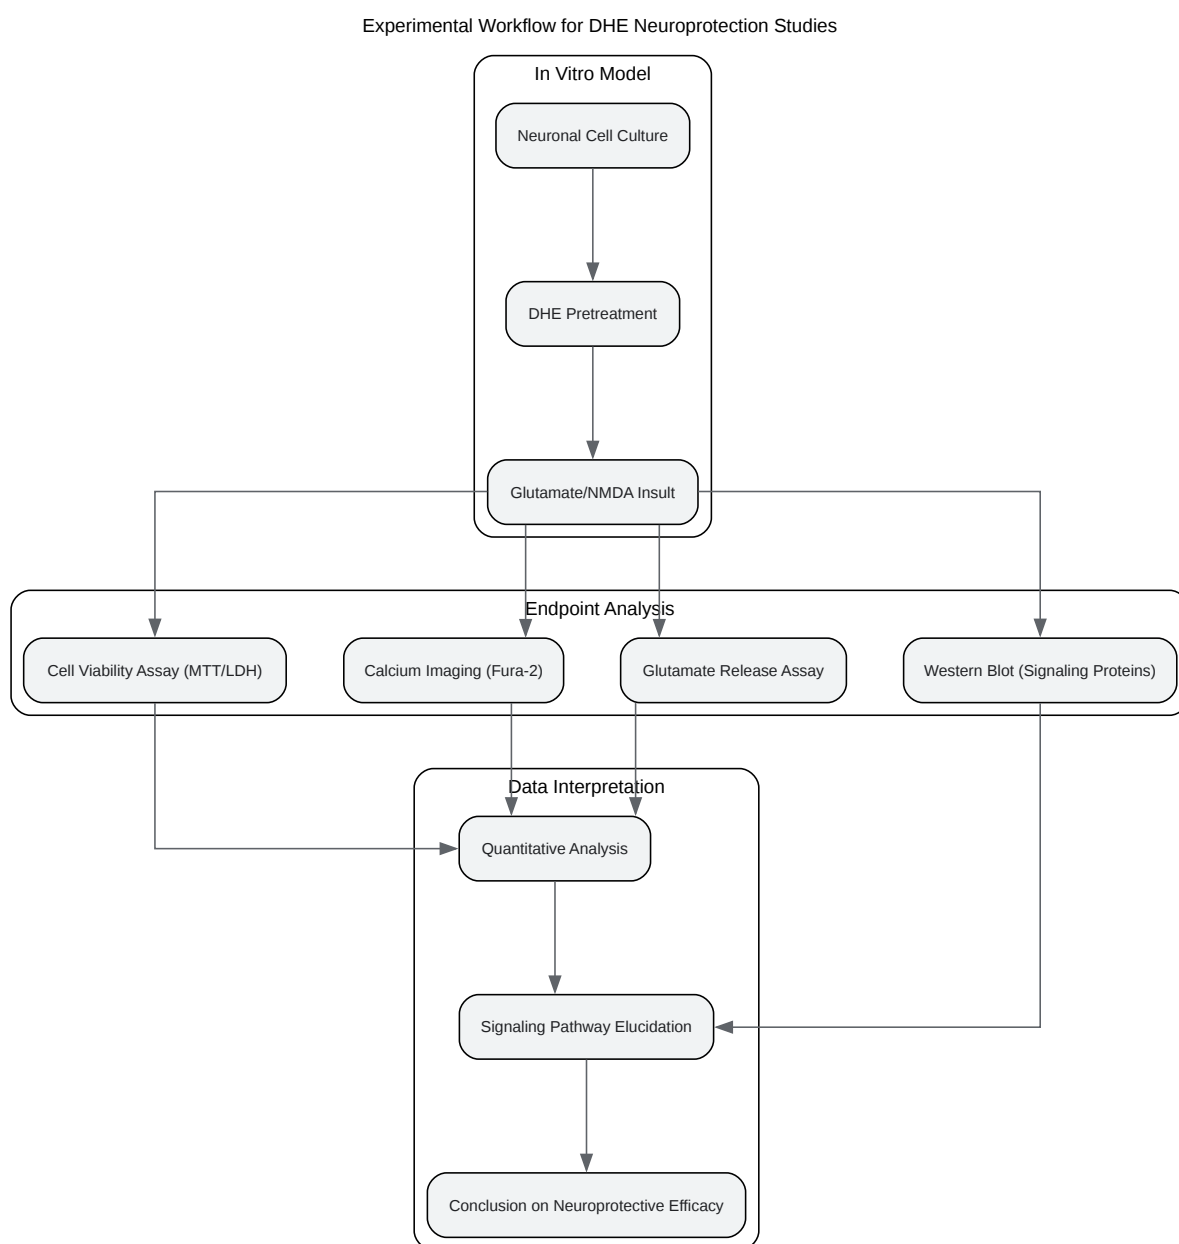 Experimental Workflow for DHE Neuroprotection Studies
In Vitro Model
Neuronal Cell Culture
DHE Pretreatment
Glutamate/NMDA Insult
Endpoint Analysis
Cell Viability Assay (MTT/LDH)
Calcium Imaging (Fura-2)
Glutamate Release Assay
Western Blot (Signaling Proteins)
Data Interpretation
Quantitative Analysis
Signaling Pathway Elucidation
Conclusion on Neuroprotective Efficacy